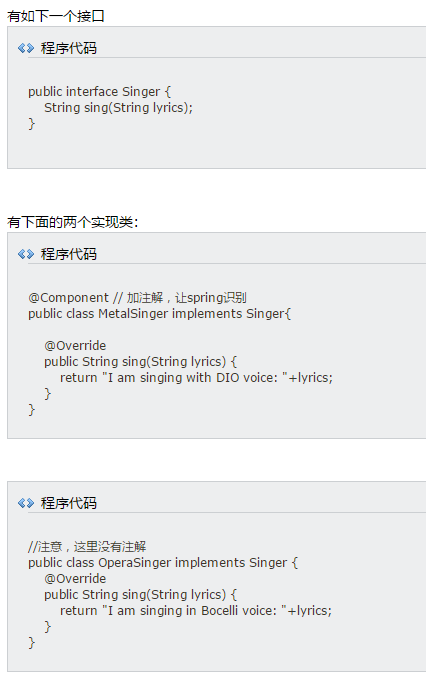 有如下一个接口
程序代码
public interface Singer {
String sing(String lyrics);
}
有下面的两个实现类：
程序代码
@Component // 加注解，让spring识别
public class MetalSinger implements Singer{
@Override
public String sing(String lyrics) {
return "I am singing with DIO voice: "+lyrics;
}
}
程序代码
//注意，这里没有注解
public class OperaSinger implements Singer {
@Override
public String sing(String lyrics) {
return "I am singing in Bocelli voice: "+lyrics;
}
}